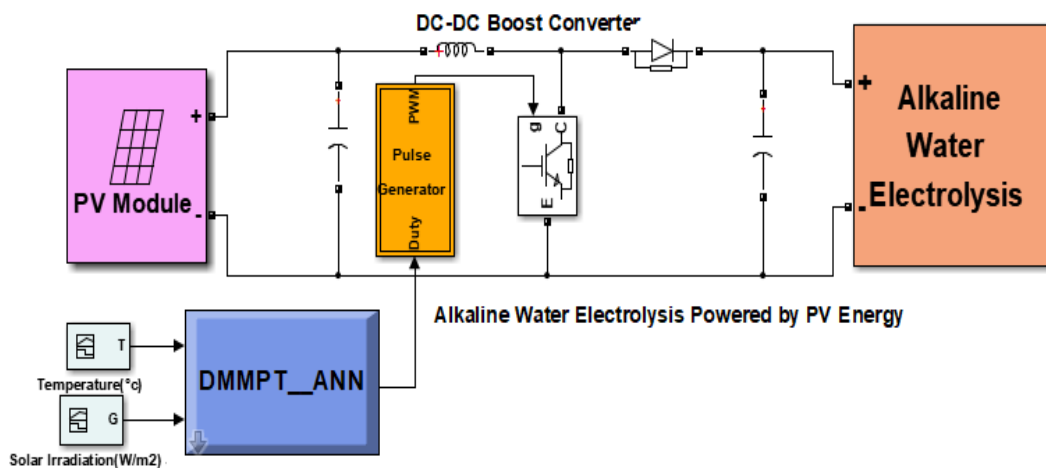 DC-DC Boost Converter
+
PV Module
-
PWM
Pulse
Generator
Duty
g
C
E
+
Alkaline
Water
Electrolysis
-
Alkaline Water Electrolysis Powered by PV Energy
T
Temperature(°c)
G
Solar Irradiation(W/m2)
DMMPT__ANN